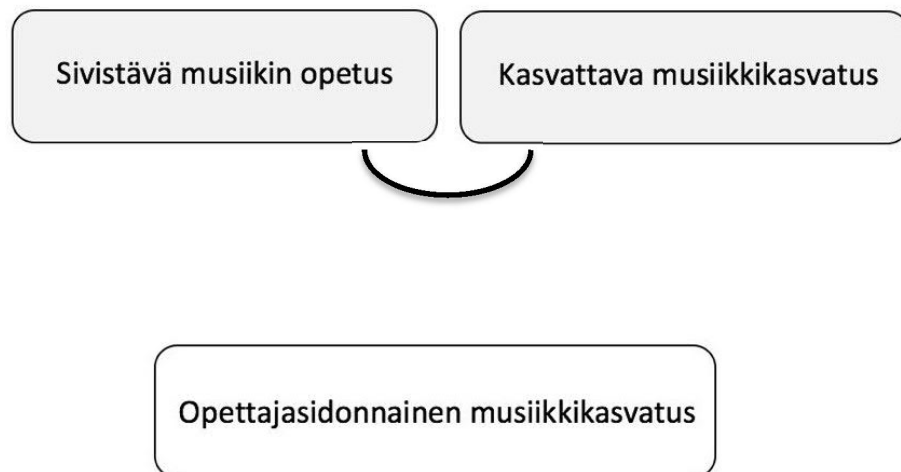 Sivistävä musiikin opetus
Kasvattava musiikkikasvatus
Opettajasidonnainen musiikkikasvatus